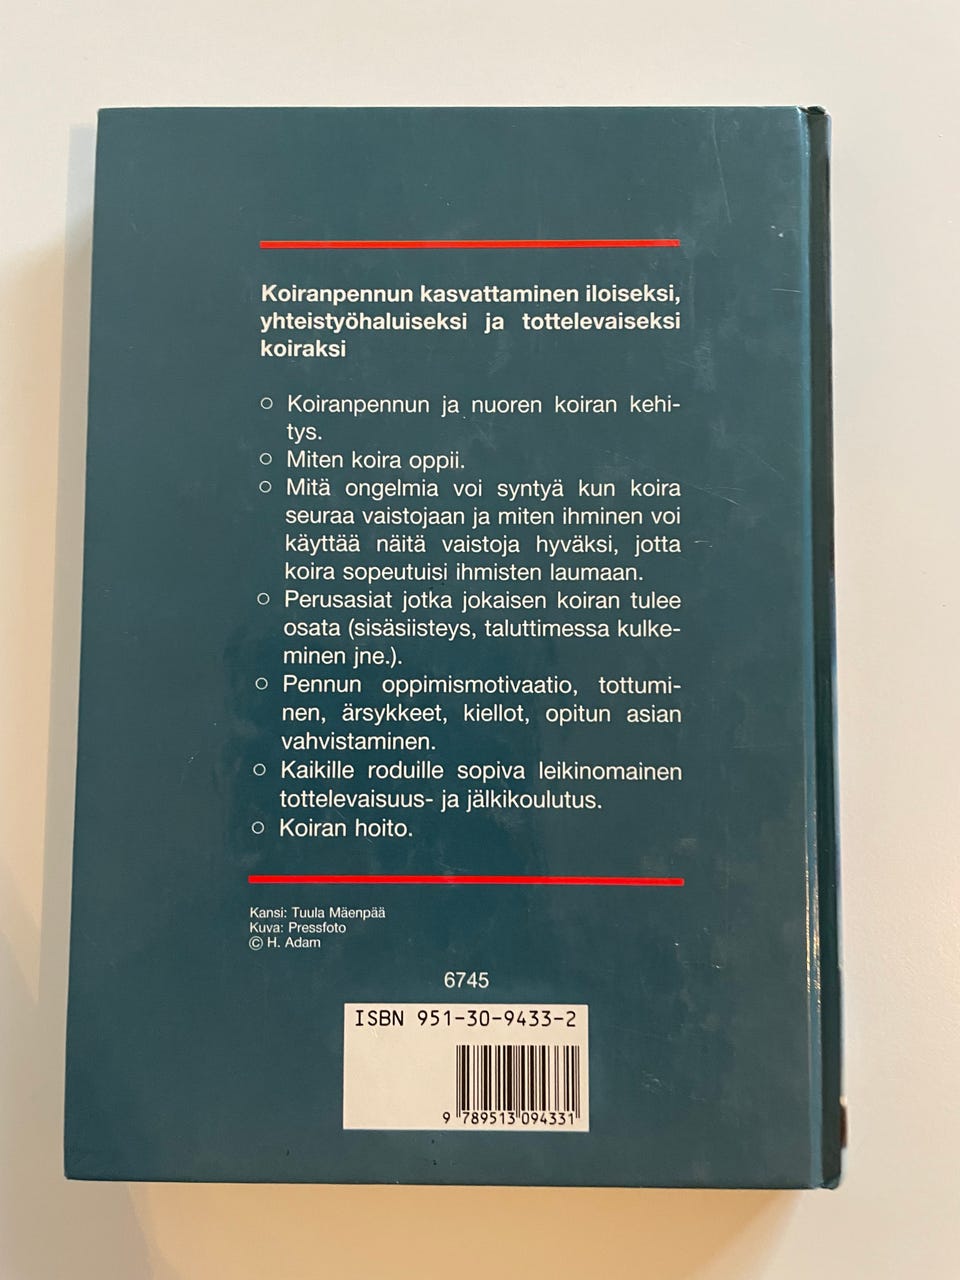 Koiranpennun kasvattaminen iloiseksi,
yhteistyöhaluiseksi ja tottelevaiseksi
koiraksi
○ Koiranpennun ja nuoren koiran kehi-
tys.
○ Miten koira oppii.
○ Mitä ongelmia voi syntyä kun koira
seuraa vaistojaan ja miten ihminen voi
käyttää näitä vaistoja hyväksi, jotta
koira sopeutuisi ihmisten laumaan.
○ Perusasiat jotka jokaisen koiran tulee
osata (sisäsiisteys, taluttimessa kulke-
minen jne.).
○ Pennun oppimismotivaatio, tottumi-
nen, ärsykkeet, kiellot, opitun asian
vahvistaminen.
○ Kaikille roduille sopiva leikinomainen
tottelevaisuus- ja jälkikoulutus.
○ Koiran hoito.
Kansi: Tuula Mäenpää
Kuva: Pressfoto
© H. Adam
6745
ISBN 951-30-9433-2
9 789513 094331